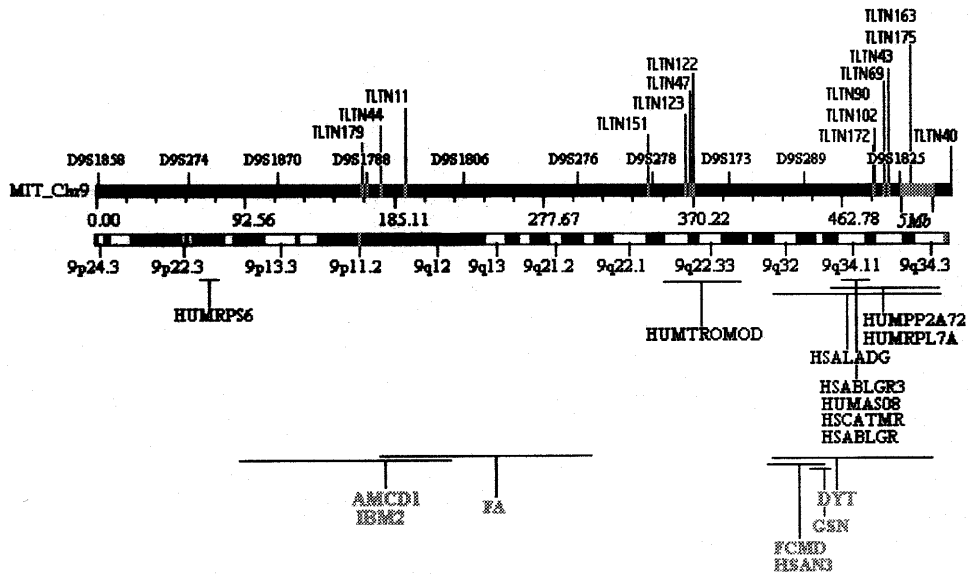 TLTN163
TLTN175
TLTN122 TLTN43
TLTN47 TLTN69
TLTN11 TLTN90
TLTN44 TLTN123 TLTN102
TLTN179 TLTN151 TLTN172 TLTN40
D9S1858 D9S274 D9S1870 D9S1788 D9S1806 D9S276 D9S278 D9S173 D9S289 D9S1825
MIT_Chr9
0.00 92.56 185.11 277.67 370.22 462.78 5Mb
9p24.3 9p22.3 9p13.3 9p11.2 9q12 9q13 9q21.2 9q22.1 9q22.33 9q32 9q34.11 9q34.3
HUMRPS6 HUMTROMOD HUMPP2A72
HUMRPL7A
HSALADG
HSABLGR3
HUMAS08
HSCATMR
HSABLGR
AMCD1 FA DYT
IBM2
GSN
FCMD
HSAN3